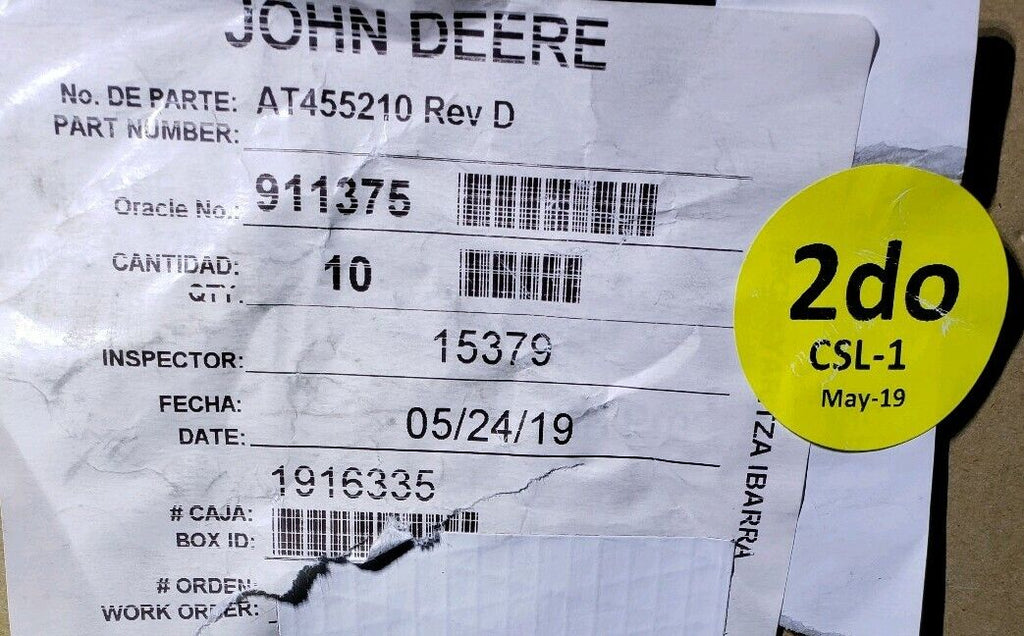 JOHN DEERE
No. DE PARTE: AT455210 Rev D
PART NUMBER:
Oracle No.: 911375
CANTIDAD: 10
QTY:
INSPECTOR: 15379
FECHA:
DATE: 05/24/19
1916335
# CAJA:
BOX ID:
# ORDEN:
WORK ORDER:
IBARRA
2do
CSL-1
May-19